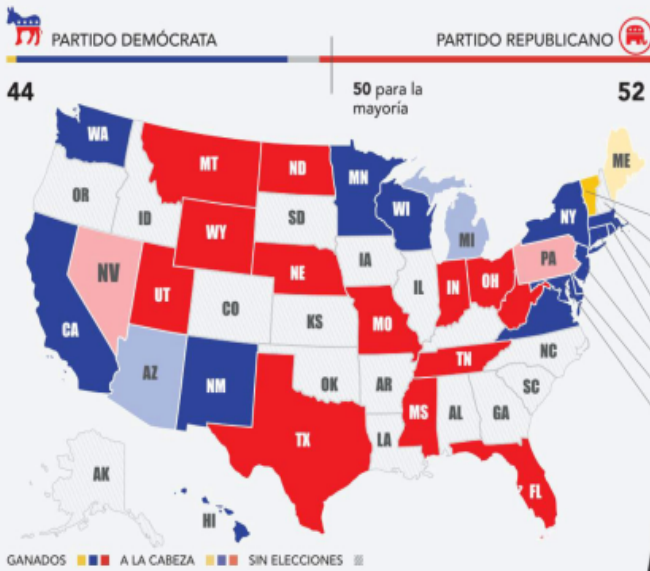 PARTIDO DEMÓCRATA
PARTIDO REPUBLICANO
44
50 para la
mayoría
52
WA
MT
ND
MN
ME
OR
ID
WY
SD
WI
MI
NY
NV
UT
NE
IA
IL
IN
OH
PA
CA
CO
KS
MO
AZ
NM
OK
AR
TN
NC
SC
TX
LA
MS
AL
GA
FL
AK
HI
GANADOS A LA CABEZA SIN ELECCIONES